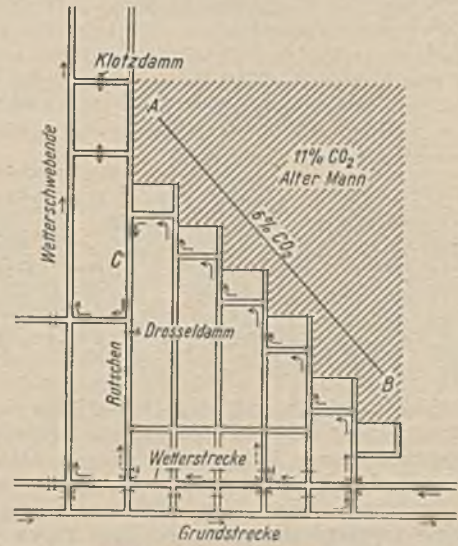 Klotzdamm
A
11% CO₂
Alter Mann
Wetterschwebende
6% CO₂
C
Drosseldamm
B
Rutschen
Wetterstrecke
Grundstrecke